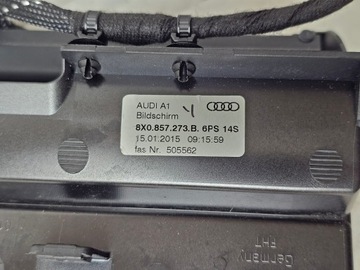 AUDI A1
Bildschirm
8X0.857.273.B. 6PS 14S
15.01.2015 09:15:59
fas Nr. 505562
Germany